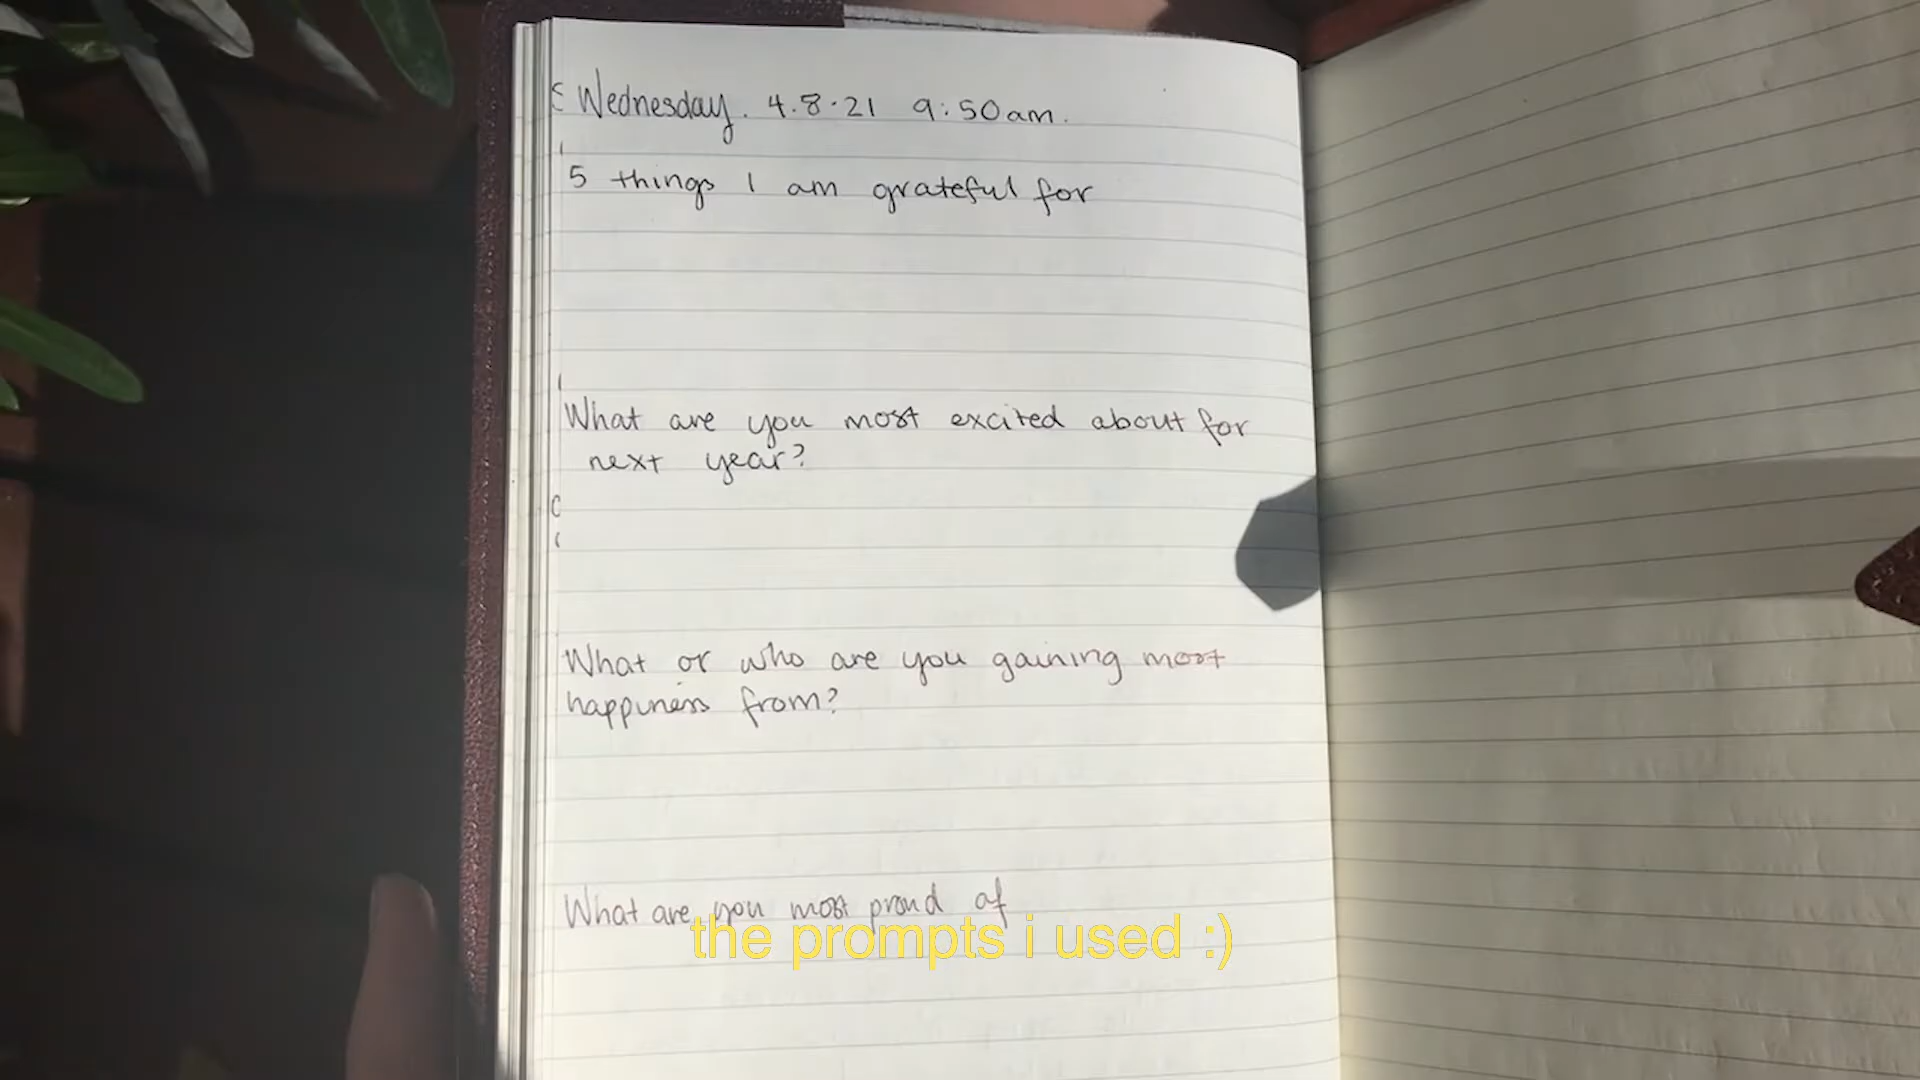 Wednesday. 4.8.21 9:50am.
5 things I am grateful for
What are you most excited about for
next year?
What or who are you gaining most
happiness from?
What are you most proud of
the prompts i used :)